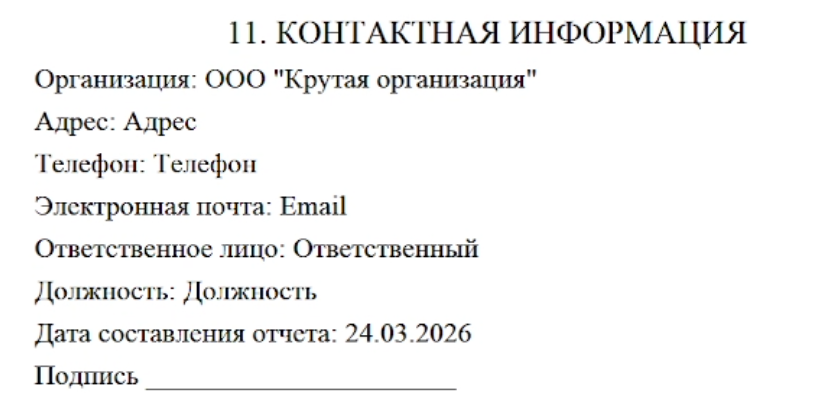 11. КОНТАКТНАЯ ИНФОРМАЦИЯ
Организация: ООО "Крутая организация"
Адрес: Адрес
Телефон: Телефон
Электронная почта: Email
Ответственное лицо: Ответственный
Должность: Должность
Дата составления отчета: 24.03.2026
Подпись _______________________